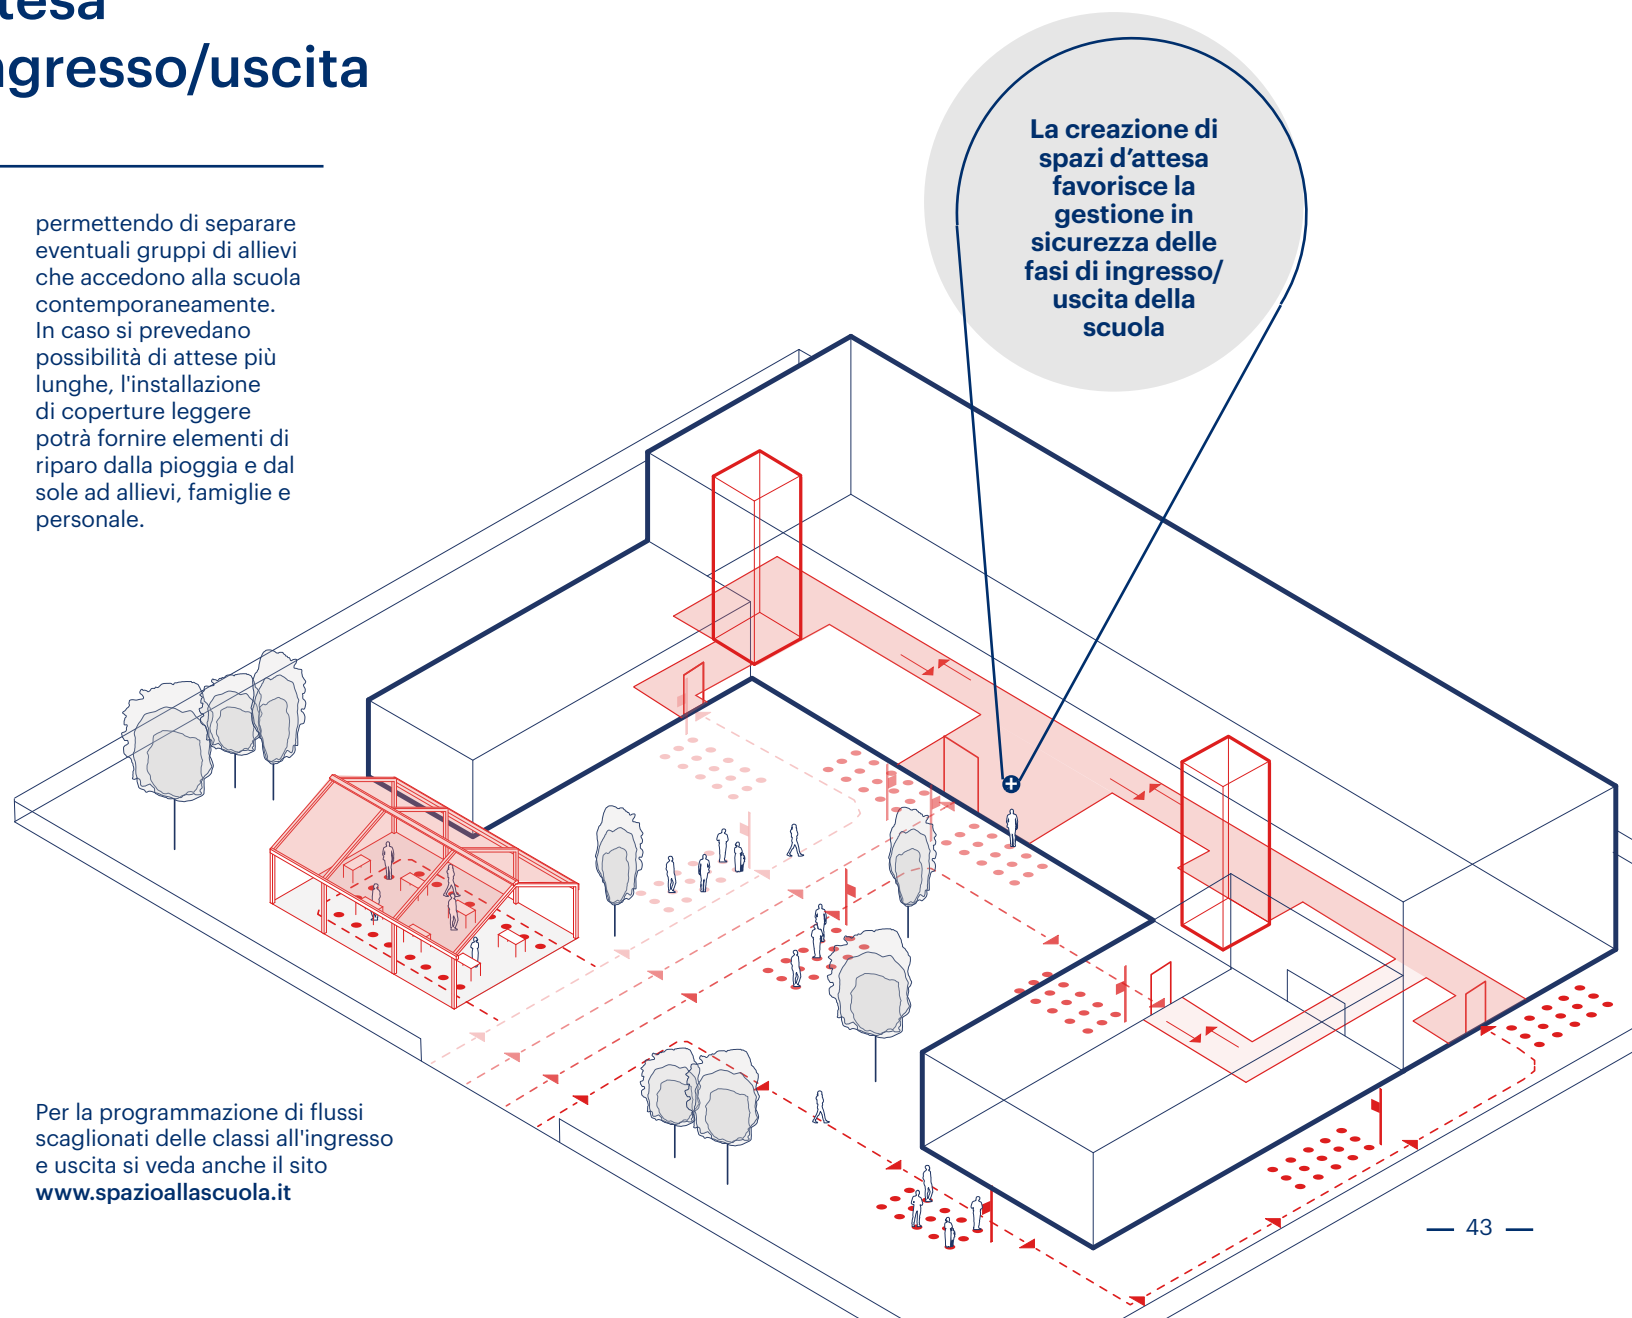 ingresso/uscita
permettendo di separare
eventuali gruppi di allievi
che accedono alla scuola
contemporaneamente.
In caso si prevedano
possibilità di attese più
lunghe, l'installazione
di coperture leggere
potrà fornire elementi di
riparo dalla pioggia e dal
sole ad allievi, famiglie e
personale.
La creazione di
spazi d’attesa
favorisce la
gestione in
sicurezza delle
fasi di ingresso/
uscita della
scuola
Per la programmazione di flussi
scaglionati delle classi all'ingresso
e uscita si veda anche il sito
www.spazioallascuola.it
— 43 —